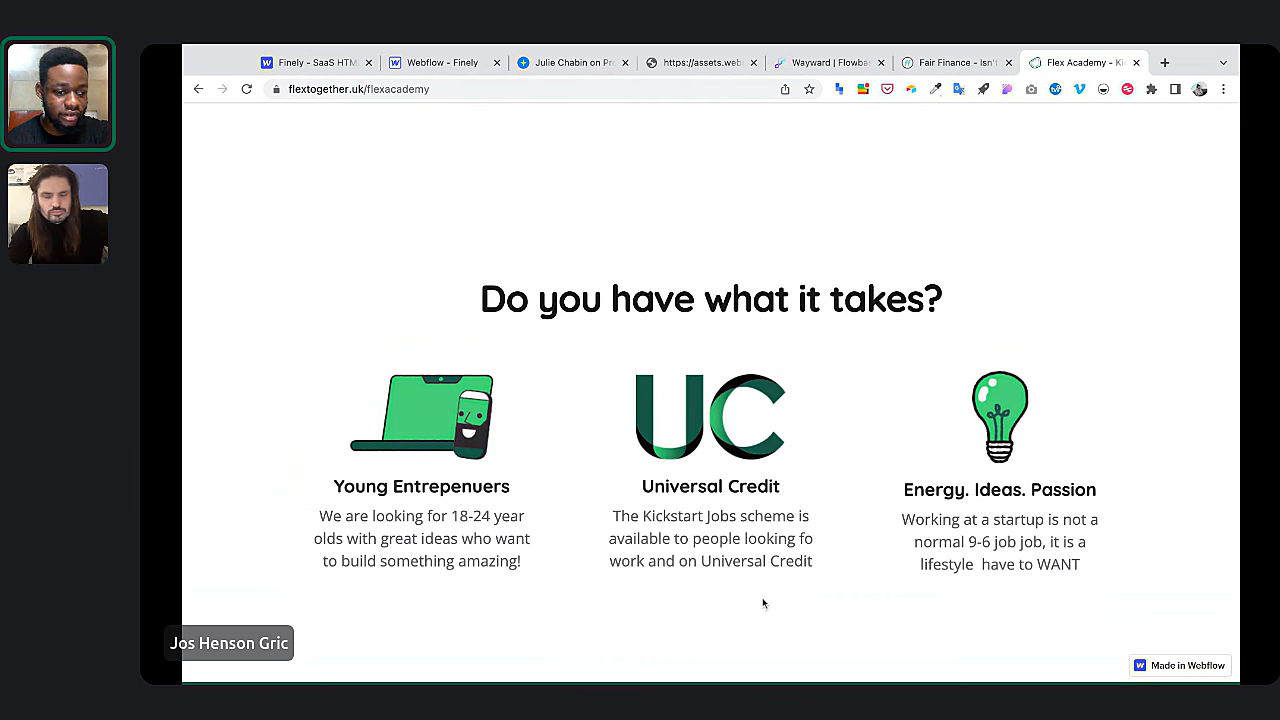 Finely - SaaS HTM
Webflow - Finely
Julie Chabin on Pr
https://assets.web
Wayward | Flowba
Fair Finance - Isn't
Flex Academy - Ki
flextogether.uk/flexacademy
Do you have what it takes?
UC
Young Entrepenuers
We are looking for 18-24 year
olds with great ideas who want
to build something amazing!
Universal Credit
The Kickstart Jobs scheme is
available to people looking fo
work and on Universal Credit
Energy. Ideas. Passion
Working at a startup is not a
normal 9-6 job job, it is a
lifestyle have to WANT
Jos Henson Gric
Made in Webflow